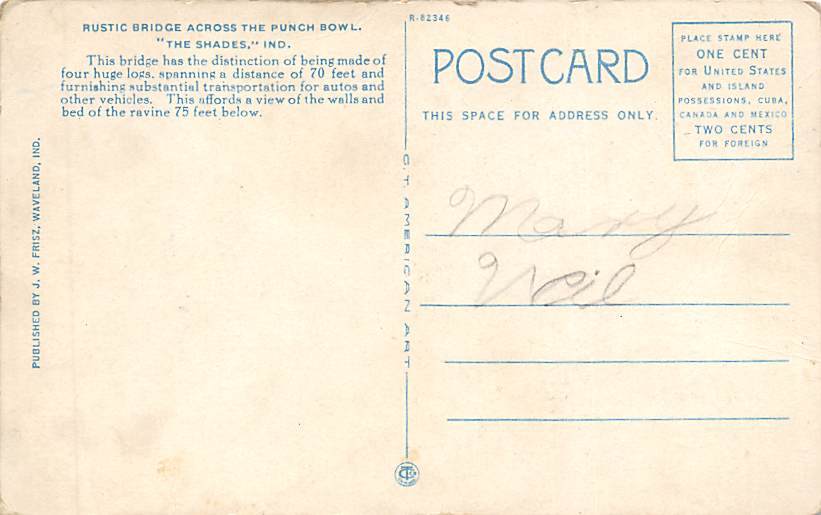 RUSTIC BRIDGE ACROSS THE PUNCH BOWL.
"THE SHADES," IND.
This bridge has the distinction of being made of
four huge logs, spanning a distance of 70 feet and
furnishing substantial transportation for autos and
other vehicles. This affords a view of the walls and
bed of the ravine 75 feet below.
PUBLISHED BY J. W. FRISZ, WAVELAND, IND.
R-82346
C.T. AMERICAN ART
POST CARD
THIS SPACE FOR ADDRESS ONLY.
PLACE STAMP HERE
ONE CENT
FOR UNITED STATES
AND ISLAND
POSSESSIONS, CUBA,
CANADA AND MEXICO
TWO CENTS
FOR FOREIGN
Mary
Weil